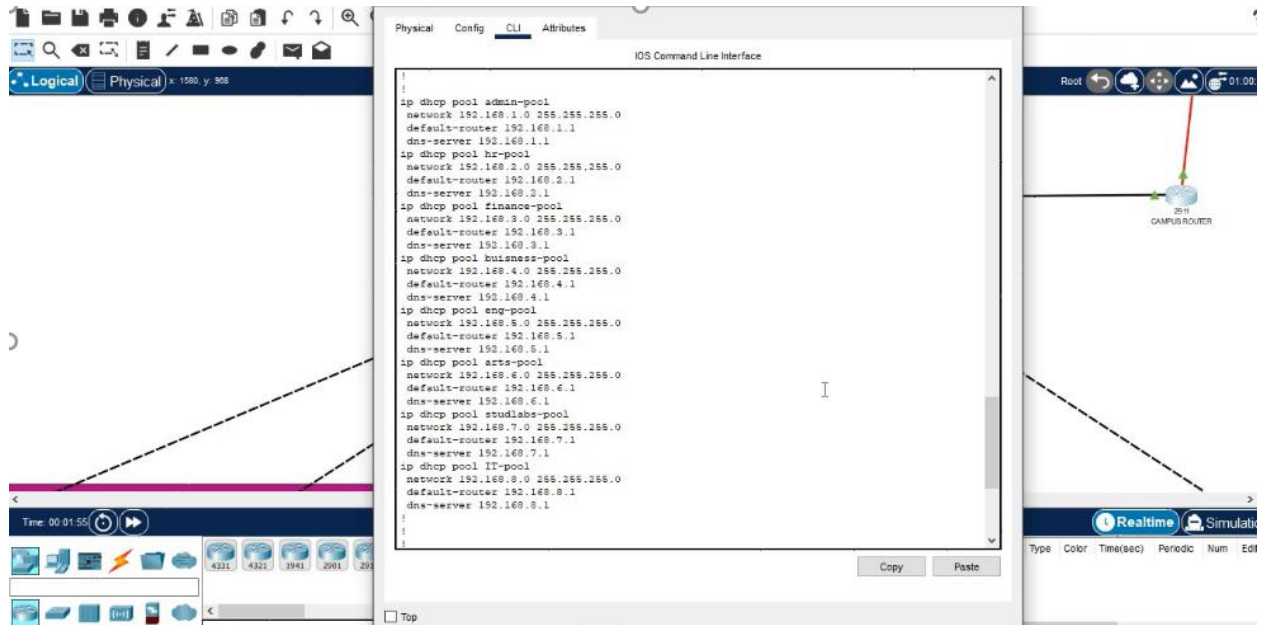 Physical Config CLI Attributes
IOS Command Line Interface
Logical Physical x: 1580, y: 968
Root 01:00:
!
!
ip dhcp pool admin-pool
network 192.168.1.0 255.255.255.0
default-router 192.168.1.1
dns-server 192.168.1.1
ip dhcp pool hr-pool
network 192.168.2.0 255.255.255.0
default-router 192.168.2.1
dns-server 192.168.2.1
ip dhcp pool finance-pool
network 192.168.3.0 255.255.255.0
default-router 192.168.3.1
dns-server 192.168.3.1
ip dhcp pool buisness-pool
network 192.168.4.0 255.255.255.0
default-router 192.168.4.1
dns-server 192.168.4.1
ip dhcp pool eng-pool
network 192.168.5.0 255.255.255.0
default-router 192.168.5.1
dns-server 192.168.5.1
ip dhcp pool arts-pool
network 192.168.6.0 255.255.255.0
default-router 192.168.6.1
dns-server 192.168.6.1
ip dhcp pool studlabs-pool
network 192.168.7.0 255.255.255.0
default-router 192.168.7.1
dns-server 192.168.7.1
ip dhcp pool IT-pool
network 192.168.8.0 255.255.255.0
default-router 192.168.8.1
dns-server 192.168.8.1
!
!
!
2911
CAMPUS ROUTER
Time: 00:01:55
Realtime Simulatio
4331 4321 1941 2901 291
Type Color Time(sec) Periodic Num Edit
Copy Paste
Top